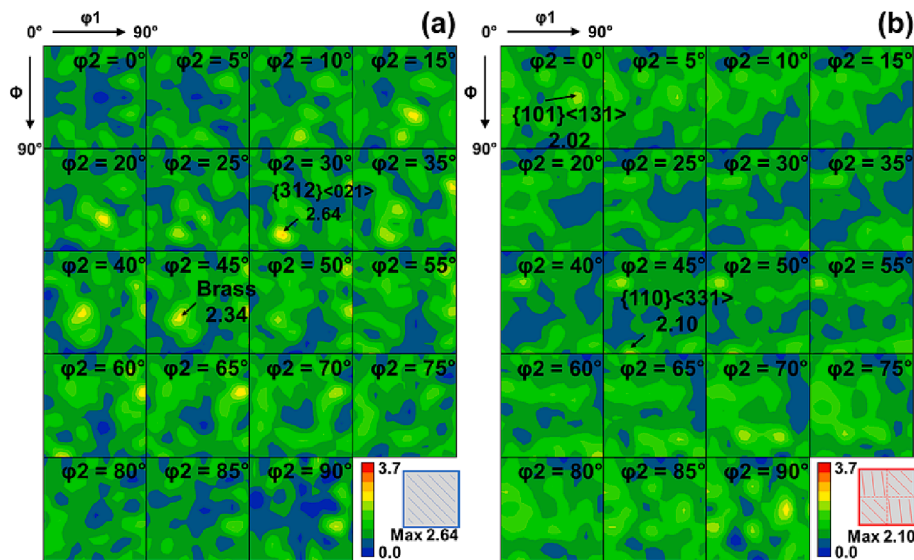 0° φ1 90° (a)
φ2 = 0° φ2 = 5° φ2 = 10° φ2 = 15°
Φ
90°
φ2 = 20° φ2 = 25° φ2 = 30° φ2 = 35°
{312}<021>
2.64
φ2 = 40° φ2 = 45° φ2 = 50° φ2 = 55°
Brass
2.34
φ2 = 60° φ2 = 65° φ2 = 70° φ2 = 75°
φ2 = 80° φ2 = 85° φ2 = 90°
3.7
0.0
Max 2.64
0° φ1 90° (b)
φ2 = 0° φ2 = 5° φ2 = 10° φ2 = 15°
Φ
{101}<131>
2.02
90°
φ2 = 20° φ2 = 25° φ2 = 30° φ2 = 35°
φ2 = 40° φ2 = 45° φ2 = 50° φ2 = 55°
{110}<331>
2.10
φ2 = 60° φ2 = 65° φ2 = 70° φ2 = 75°
φ2 = 80° φ2 = 85° φ2 = 90°
3.7
0.0
Max 2.10